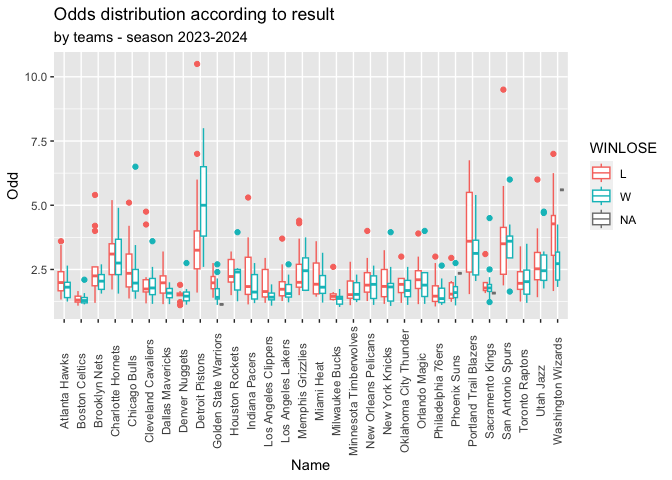 Odds distribution according to result
by teams - season 2023-2024
10.0
7.5
5.0
2.5
Odd
Atlanta Hawks
Boston Celtics
Brooklyn Nets
Charlotte Hornets
Chicago Bulls
Cleveland Cavaliers
Dallas Mavericks
Denver Nuggets
Detroit Pistons
Golden State Warriors
Houston Rockets
Indiana Pacers
Los Angeles Clippers
Los Angeles Lakers
Memphis Grizzlies
Miami Heat
Milwaukee Bucks
Minnesota Timberwolves
New Orleans Pelicans
New York Knicks
Oklahoma City Thunder
Orlando Magic
Philadelphia 76ers
Phoenix Suns
Portland Trail Blazers
Sacramento Kings
San Antonio Spurs
Toronto Raptors
Utah Jazz
Washington Wizards
Name
WINLOSE
L
W
NA